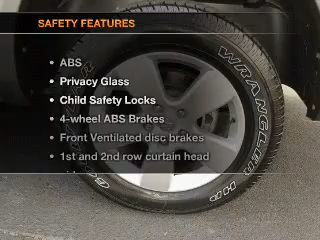 SAFETY FEATURES
• ABS
• Privacy Glass
• Child Safety Locks
• 4-wheel ABS Brakes
• Front Ventilated disc brakes
• 1st and 2nd row curtain head
WRANGLER HP